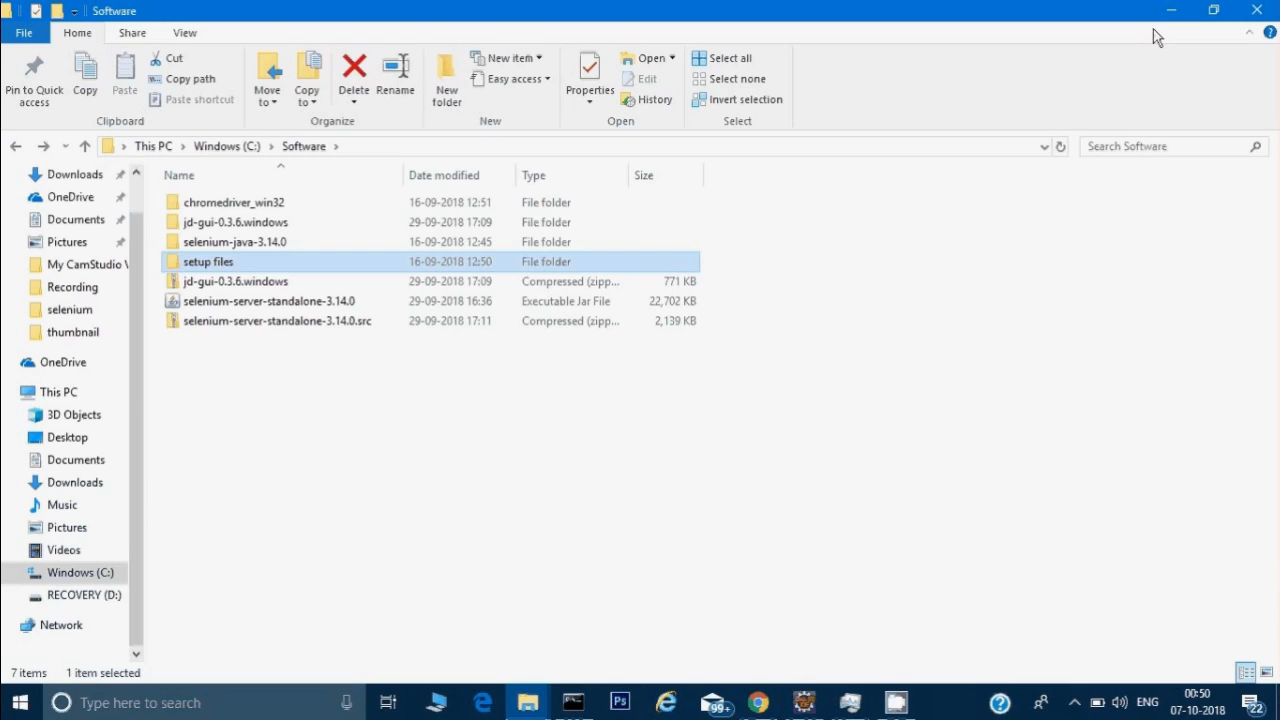 Software
File Home Share View
Pin to Quick access
Copy
Paste
Cut
Copy path
Paste shortcut
Clipboard
Move to
Copy to
Delete
Rename
Organize
New folder
New item
Easy access
New
Properties
Open
Edit
History
Open
Select all
Select none
Invert selection
Select
This PC > Windows (C:) > Software >
Search Software
Name Date modified Type Size
chromedriver_win32 16-09-2018 12:51 File folder
jd-gui-0.3.6.windows 29-09-2018 17:09 File folder
selenium-java-3.14.0 16-09-2018 12:45 File folder
setup files 16-09-2018 12:50 File folder
jd-gui-0.3.6.windows 29-09-2018 17:09 Compressed (zipp... 771 KB
selenium-server-standalone-3.14.0 29-09-2018 16:36 Executable Jar File 22,702 KB
selenium-server-standalone-3.14.0.src 29-09-2018 17:11 Compressed (zipp... 2,139 KB
Downloads
OneDrive
Documents
Pictures
My CamStudio
Recording
selenium
thumbnail
OneDrive
This PC
3D Objects
Desktop
Documents
Downloads
Music
Pictures
Videos
Windows (C:)
RECOVERY (D:)
Network
7 items 1 item selected
Type here to search
Ps
99+
ENG
00:50
07-10-2018
22